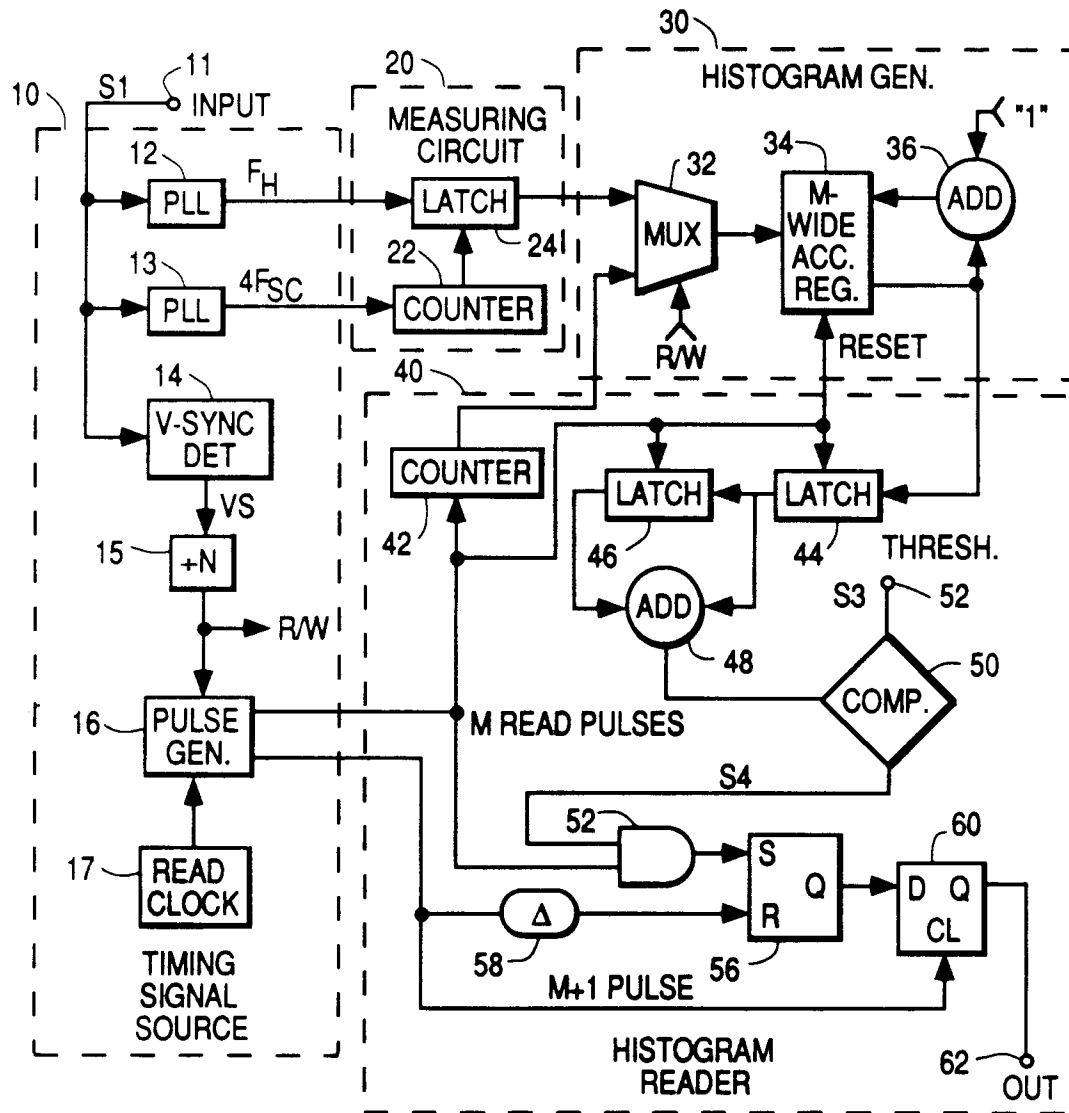 30
S1
11
INPUT
20
HISTOGRAM GEN.
10
MEASURING
CIRCUIT
"1"
34
36
12
FH
32
PLL
LATCH
M-
WIDE
ACC.
REG.
ADD
24
MUX
13
4FSC
22
PLL
COUNTER
R/W
RESET
14
40
V-SYNC
DET
COUNTER
LATCH
LATCH
VS
42
46
44
15
+N
THRESH.
S3
52
ADD
R/W
48
50
COMP.
16
PULSE
GEN.
M READ PULSES
S4
52
60
17
READ
CLOCK
S
Q
R
D Q
CL
Δ
58
56
TIMING
SIGNAL
SOURCE
M+1 PULSE
HISTOGRAM
READER
62
OUT